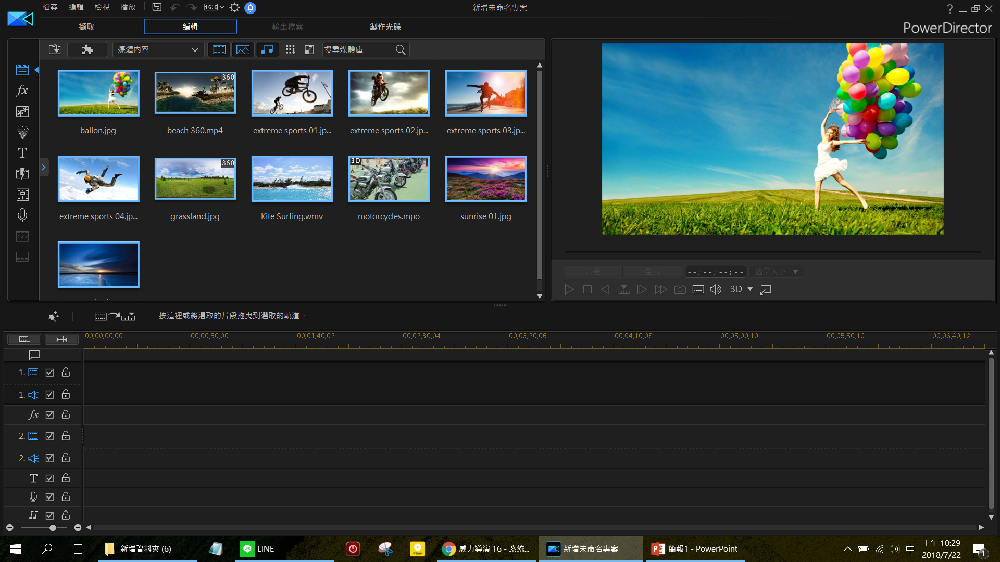 檔案 編輯 檢視 播放 16:9 新增未命名專案 ?
擷取 編輯 輸出檔案 製作光碟 PowerDirector
媒體內容 搜尋媒體庫
360
ballon.jpg beach 360.mp4 extreme sports 01.jp... extreme sports 02.jp... extreme sports 03.jp...
360 3D
extreme sports 04.jp... grassland.jpg Kite Surfing.wmv motorcycles.mpo sunrise 01.jpg
fx
T
片段 全片 --;--;--;-- 適當大小
3D
按這裡或將選取的片段拖曳到選取的軌道。
00;00;00;00 00;00;50;00 00;01;40;02 00;02;30;04 00;03;20;06 00;04;10;08 00;05;00;10 00;05;50;10 00;06;40;12
1.
1.
fx
2.
2.
T
新增資料夾 (6) LINE LINE Player 威力導演 16 - 系統... 新增未命名專案 簡報1 - PowerPoint 中 上午 10:29
2018/7/22 1